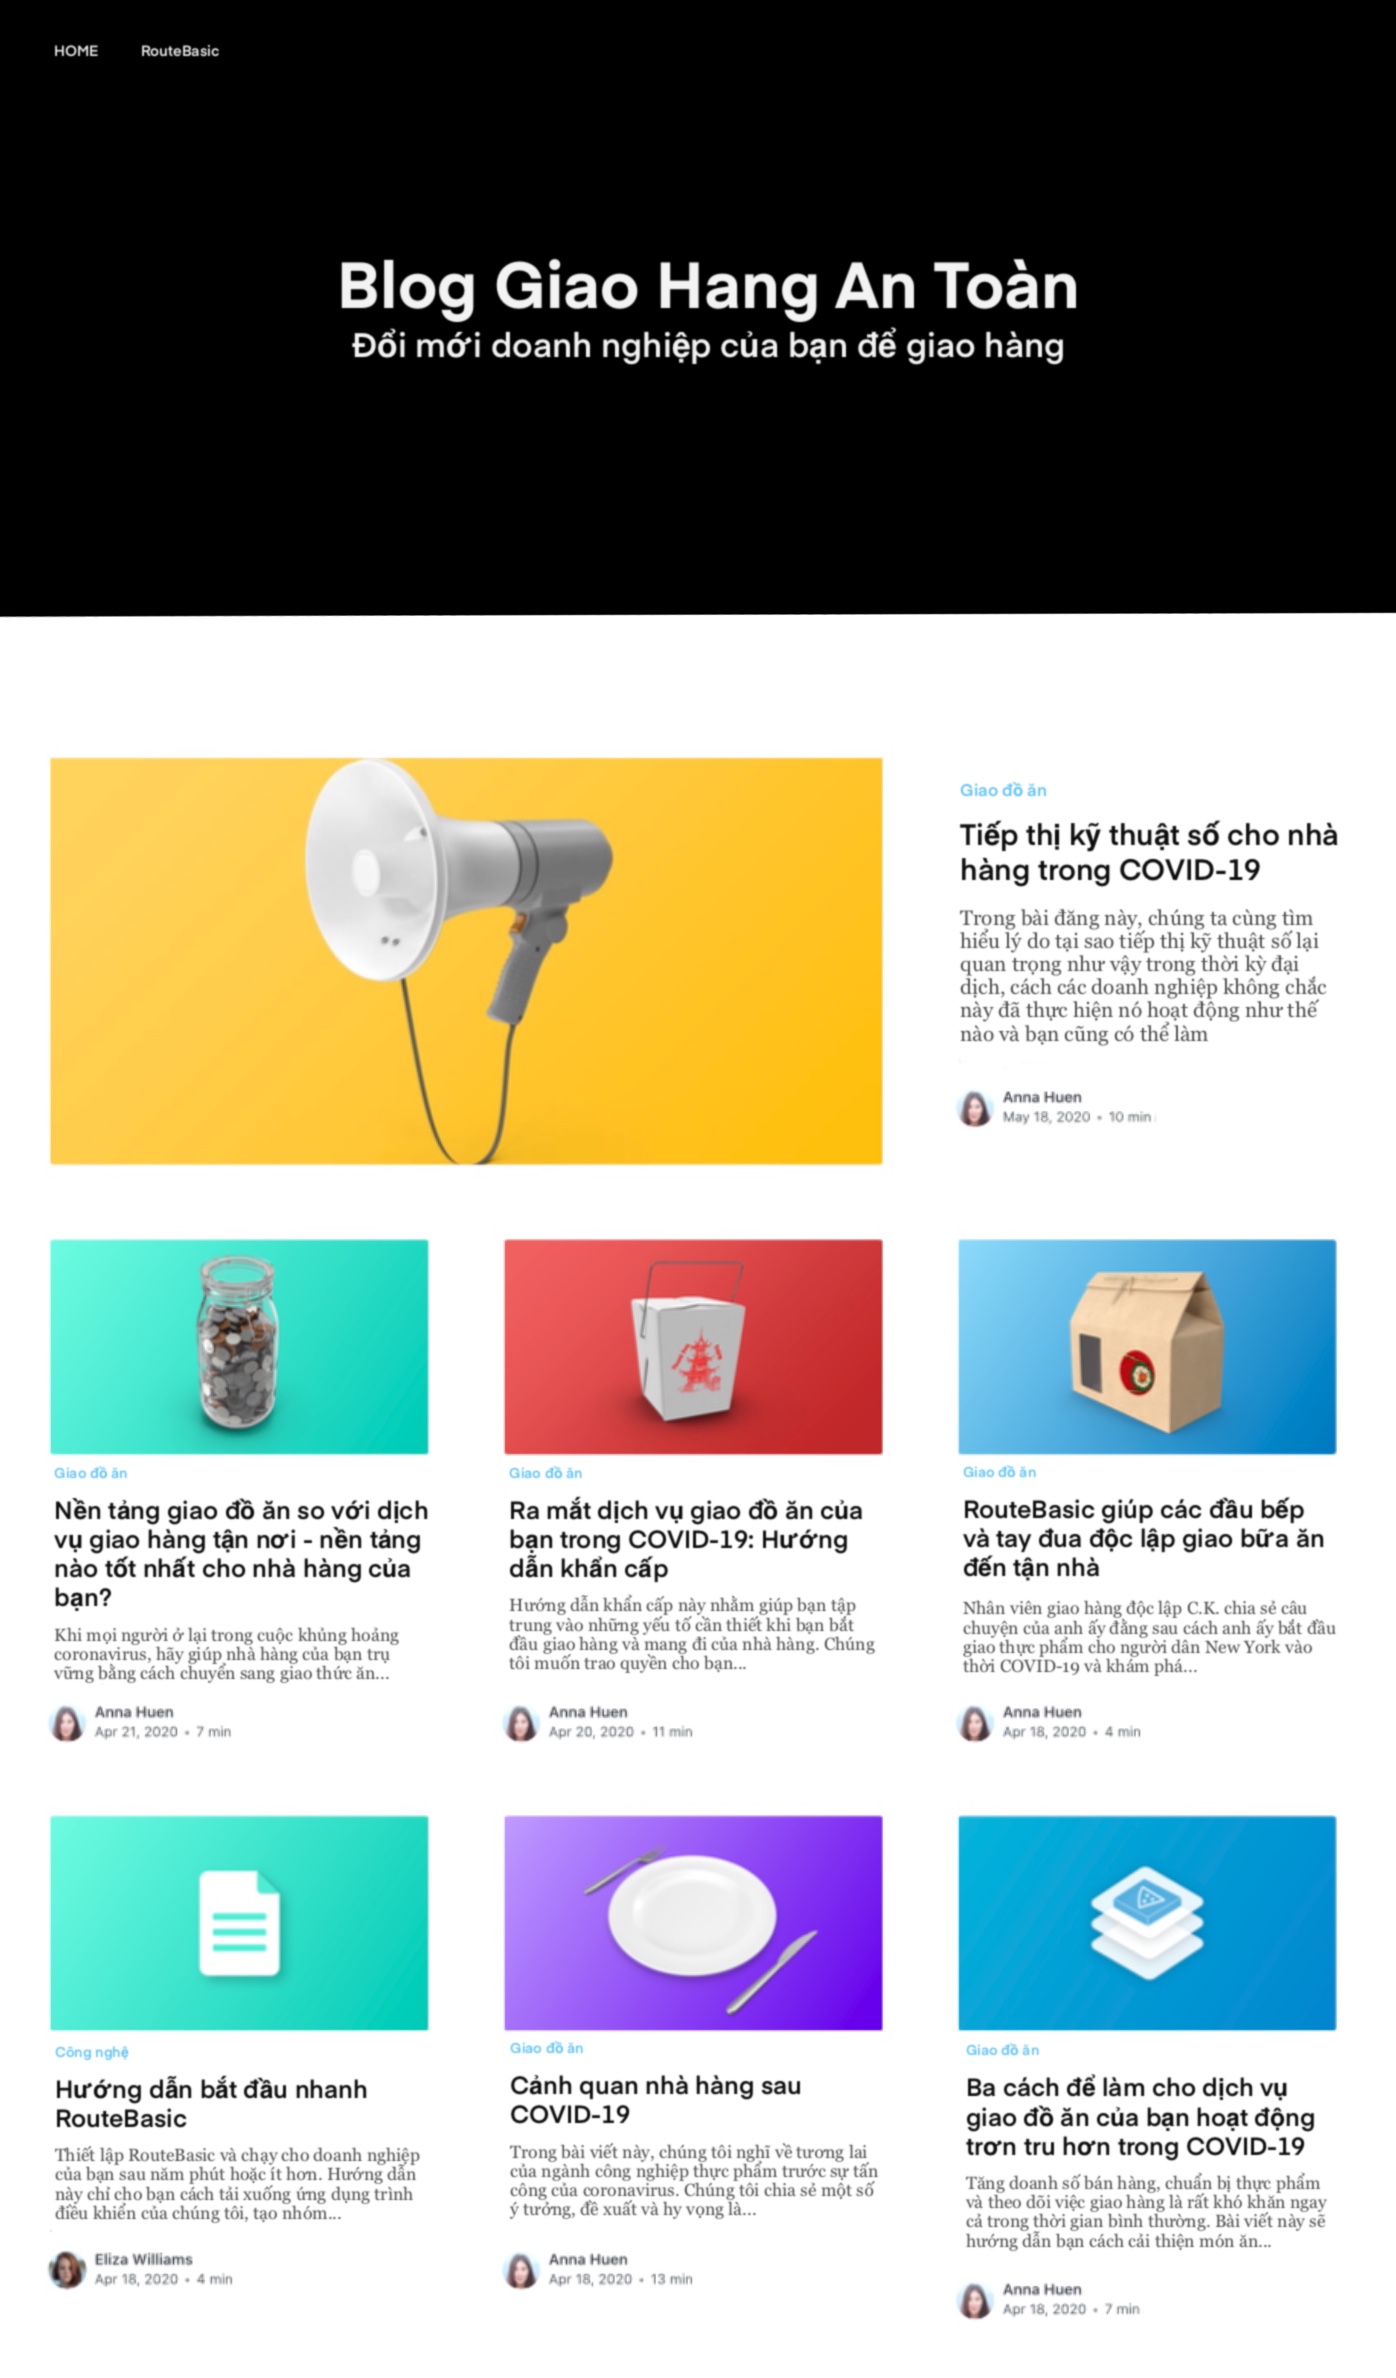 HOME
RouteBasic
Blog Giao Hang An Toàn
Đổi mới doanh nghiệp của bạn để giao hàng
Giao đồ ăn
Tiếp thị kỹ thuật số cho nhà
hàng trong COVID-19
Trong bài đăng này, chúng ta cùng tìm
hiểu lý do tại sao tiếp thị kỹ thuật số lại
quan trọng như vậy trong thời kỳ đại
dịch, cách các doanh nghiệp không chắc
này đã thực hiện nó hoạt động như thế
nào và bạn cũng có thể làm
Anna Huen
May 18, 2020 • 10 min
Giao đồ ăn
Nền tảng giao đồ ăn so với dịch
vụ giao hàng tận nơi - nền tảng
nào tốt nhất cho nhà hàng của
bạn?
Khi mọi người ở lại trong cuộc khủng hoảng
coronavirus, hãy giúp nhà hàng của bạn trụ
vững bằng cách chuyển sang giao thức ăn...
Anna Huen
Apr 21, 2020 • 7 min
Giao đồ ăn
Ra mắt dịch vụ giao đồ ăn của
bạn trong COVID-19: Hướng
dẫn khẩn cấp
Hướng dẫn khẩn cấp này nhằm giúp bạn tập
trung vào những yếu tố cần thiết khi bạn bắt
đầu giao hàng và mang đi của nhà hàng. Chúng
tôi muốn trao quyền cho bạn...
Anna Huen
Apr 20, 2020 • 11 min
Giao đồ ăn
RouteBasic giúp các đầu bếp
và tay đua độc lập giao bữa ăn
đến tận nhà
Nhân viên giao hàng độc lập C.K. chia sẻ câu
chuyện của anh ấy đằng sau cách anh ấy bắt đầu
giao thực phẩm cho người dân New York vào
thời COVID-19 và khám phá...
Anna Huen
Apr 18, 2020 • 4 min
Công nghệ
Hướng dẫn bắt đầu nhanh
RouteBasic
Thiết lập RouteBasic và chạy cho doanh nghiệp
của bạn sau năm phút hoặc ít hơn. Hướng dẫn
này chỉ cho bạn cách tải xuống ứng dụng trình
điều khiển của chúng tôi, tạo nhóm...
Eliza Williams
Apr 18, 2020 • 4 min
Giao đồ ăn
Cảnh quan nhà hàng sau
COVID-19
Trong bài viết này, chúng tôi nghĩ về tương lai
của ngành công nghiệp thực phẩm trước sự tấn
công của coronavirus. Chúng tôi chia sẻ một số
ý tưởng, đề xuất và hy vọng là...
Anna Huen
Apr 18, 2020 • 13 min
Giao đồ ăn
Ba cách để làm cho dịch vụ
giao đồ ăn của bạn hoạt động
trơn tru hơn trong COVID-19
Tăng doanh số bán hàng, chuẩn bị thực phẩm
và theo dõi việc giao hàng là rất khó khăn ngay
cả trong thời gian bình thường. Bài viết này sẽ
hướng dẫn bạn cách cải thiện món ăn...
Anna Huen
Apr 18, 2020 • 7 min